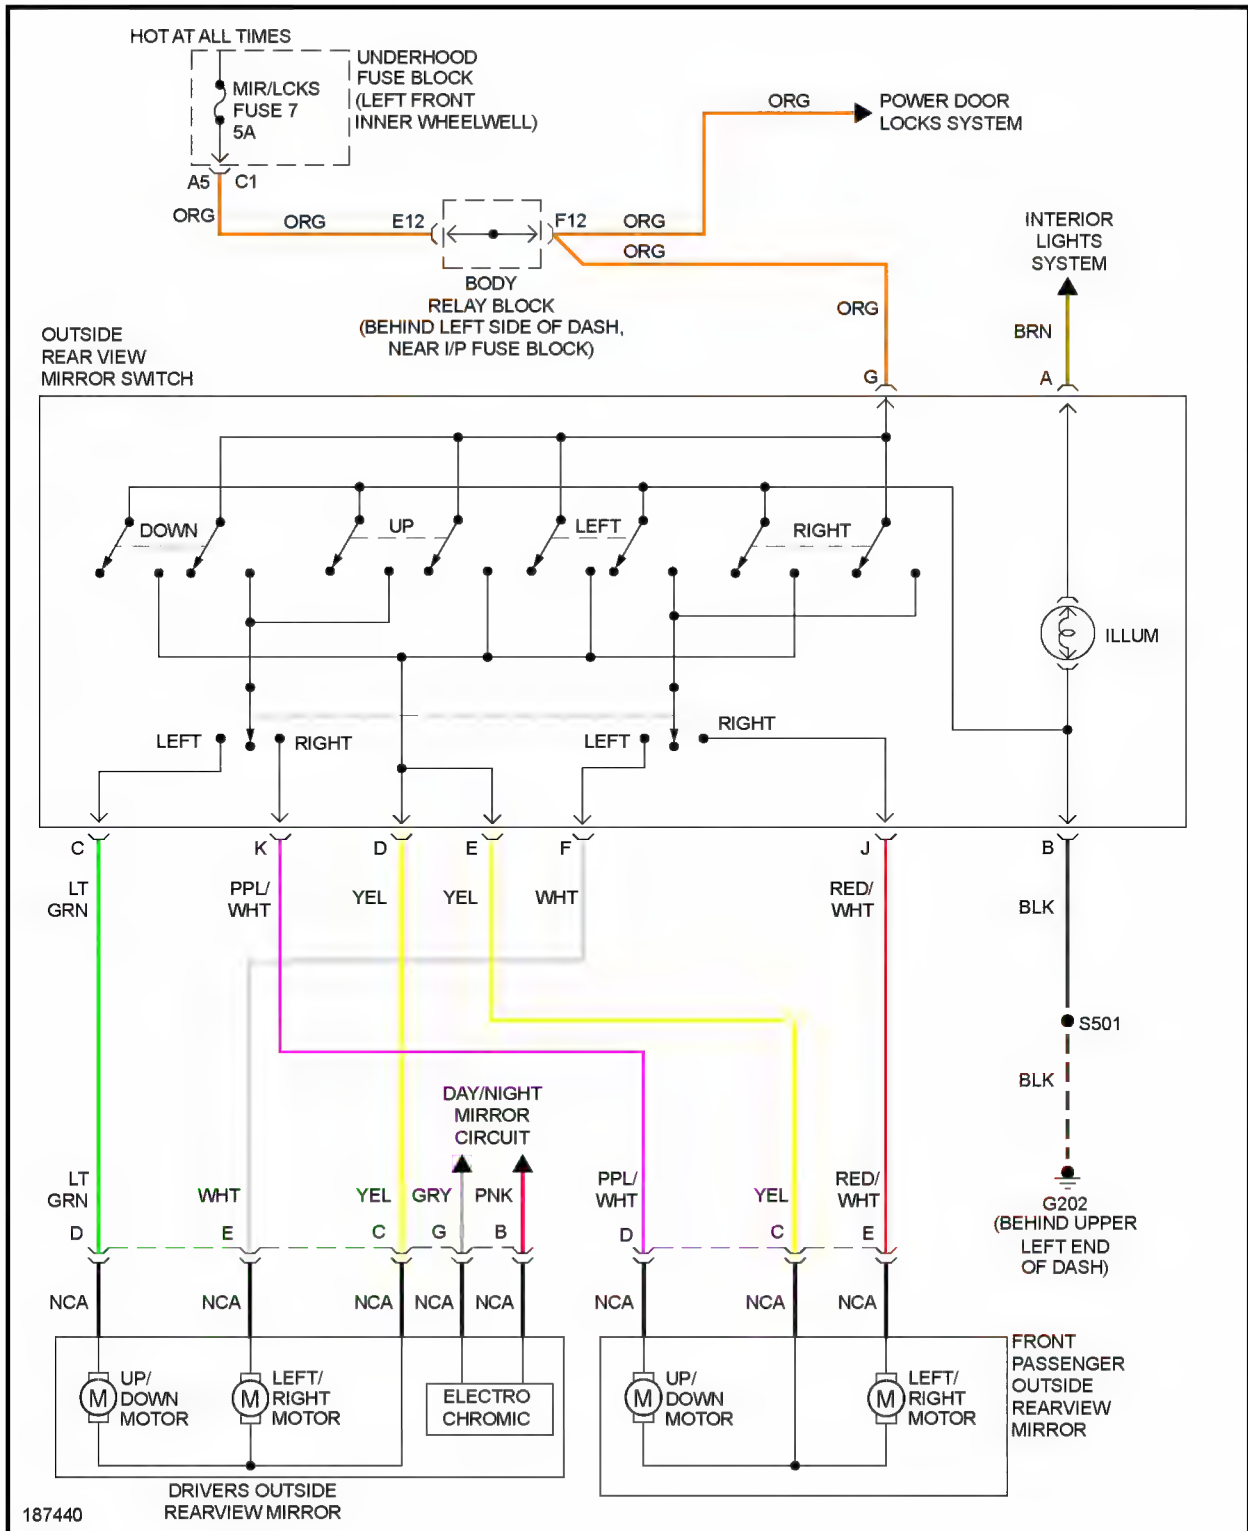 HOT AT ALL TIMES
MIR/LCKS
FUSE 7
5A
UNDERHOOD
FUSE BLOCK
(LEFT FRONT
INNER WHEELWELL)
A5 C1
ORG
ORG
E12
F12
ORG
ORG
ORG
POWER DOOR
LOCKS SYSTEM
BODY
RELAY BLOCK
(BEHIND LEFT SIDE OF DASH,
NEAR I/P FUSE BLOCK)
INTERIOR
LIGHTS
SYSTEM
ORG
BRN
OUTSIDE
REAR VIEW
MIRROR SWITCH
G
A
DOWN
UP
LEFT
RIGHT
ILLUM
LEFT
RIGHT
LEFT
RIGHT
C
K
D
E
F
J
B
LT
GRN
PPL/
WHT
YEL
YEL
WHT
RED/
WHT
BLK
S501
BLK
DAY/NIGHT
MIRROR
CIRCUIT
LT
GRN
WHT
YEL
GRY
PNK
PPL/
WHT
YEL
RED/
WHT
G202
(BEHIND UPPER
LEFT END
OF DASH)
D
E
C
G
B
D
C
E
NCA
NCA
NCA
NCA
NCA
NCA
NCA
NCA
M
UP/
DOWN
MOTOR
M
LEFT/
RIGHT
MOTOR
ELECTRO
CHROMIC
M
UP/
DOWN
MOTOR
M
LEFT/
RIGHT
MOTOR
FRONT
PASSENGER
OUTSIDE
REARVIEW
MIRROR
DRIVERS OUTSIDE
REARVIEW MIRROR
187440